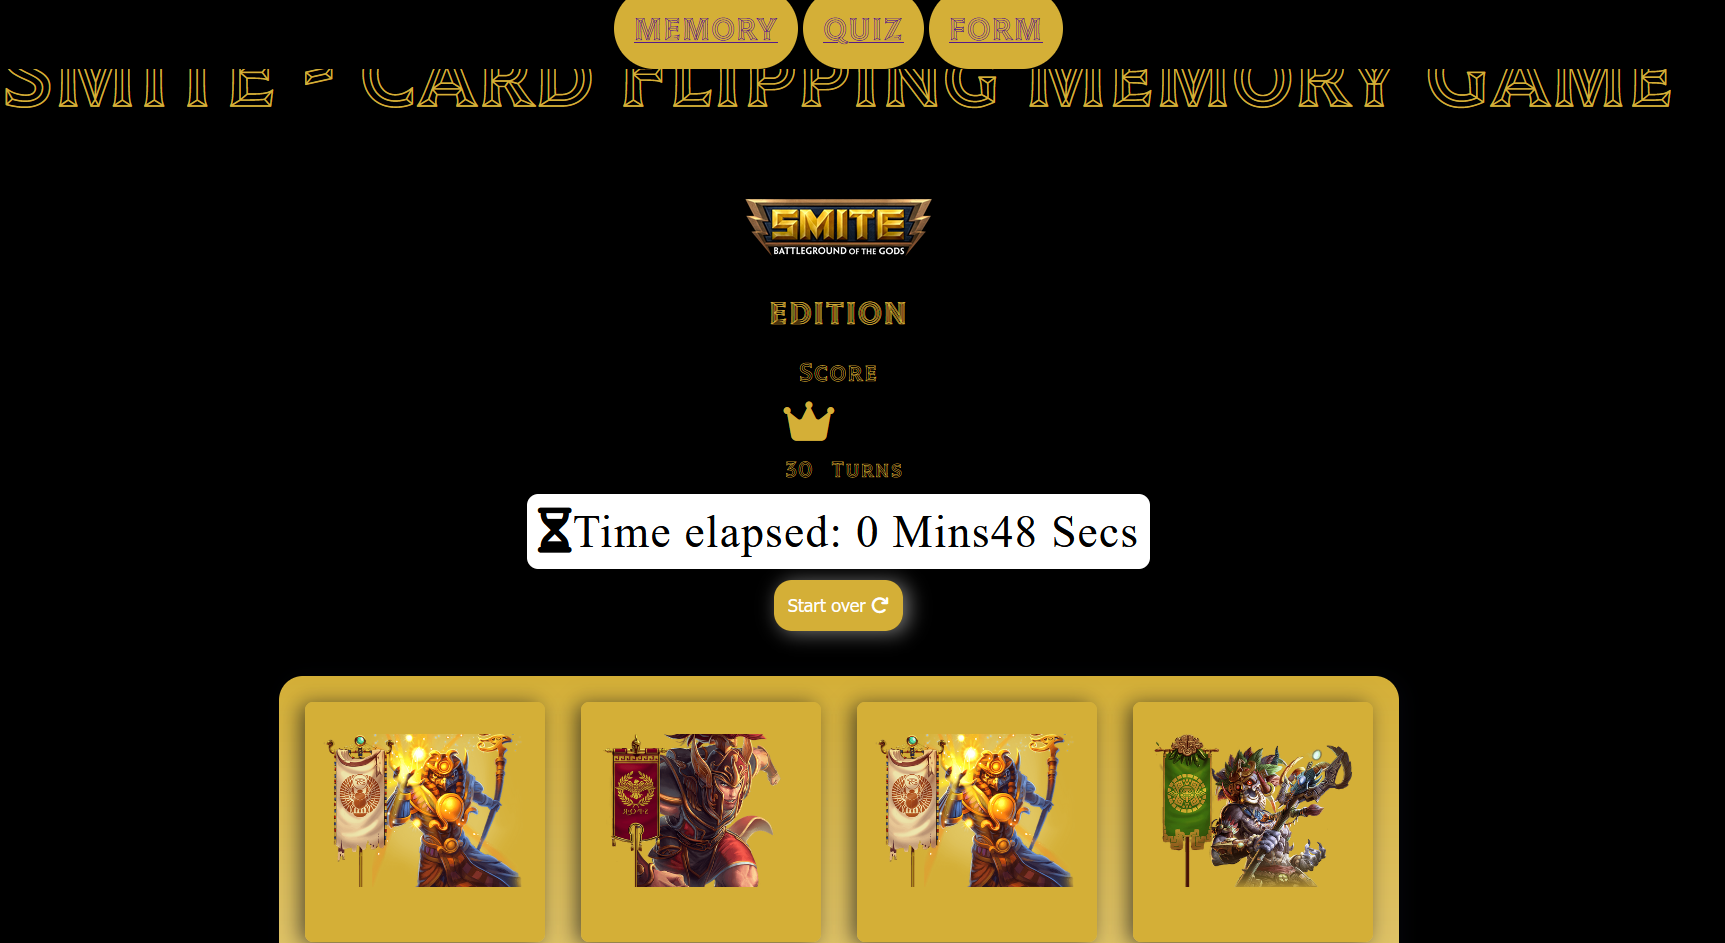 MEMORY QUIZ FORM
SMITE - CARD FLIPPING MEMORY GAME
SMITE
BATTLEGROUND OF THE GODS
EDITION
Score
30 Turns
Time elapsed: 0 Mins48 Secs
Start over